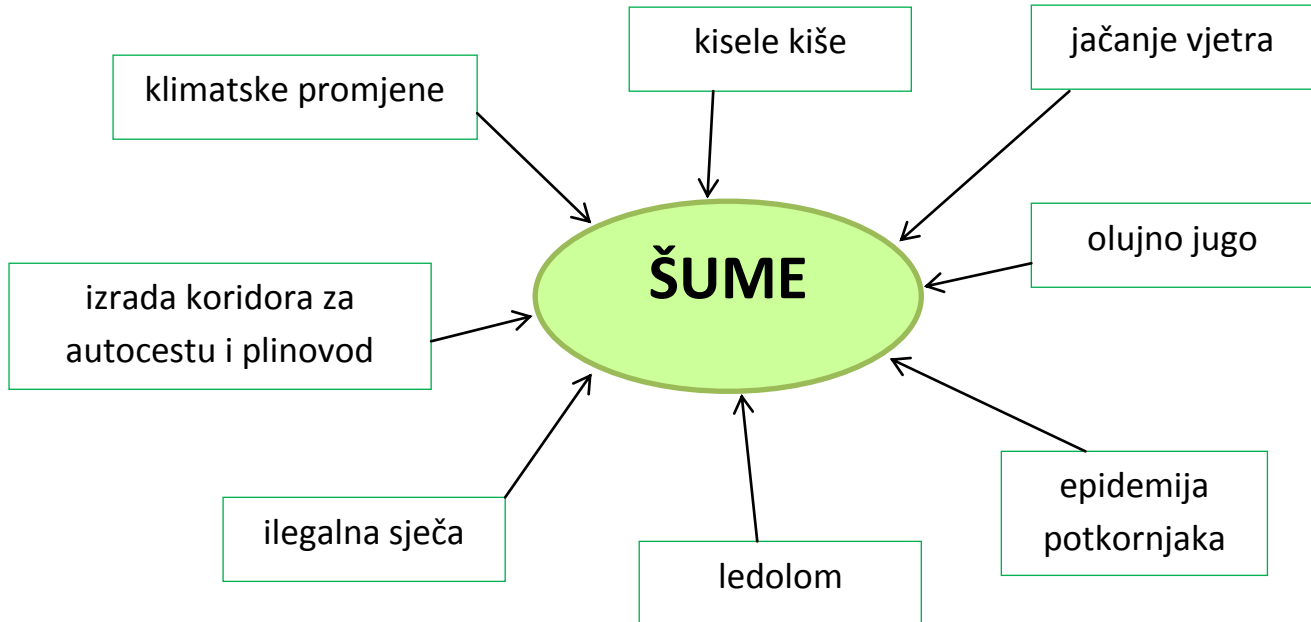 kisele kiše
jačanje vjetra
klimatske promjene
olujno jugo
ŠUME
izrada koridora za
autocestu i plinovod
epidemija
potkornjaka
ilegalna sječa
ledolom